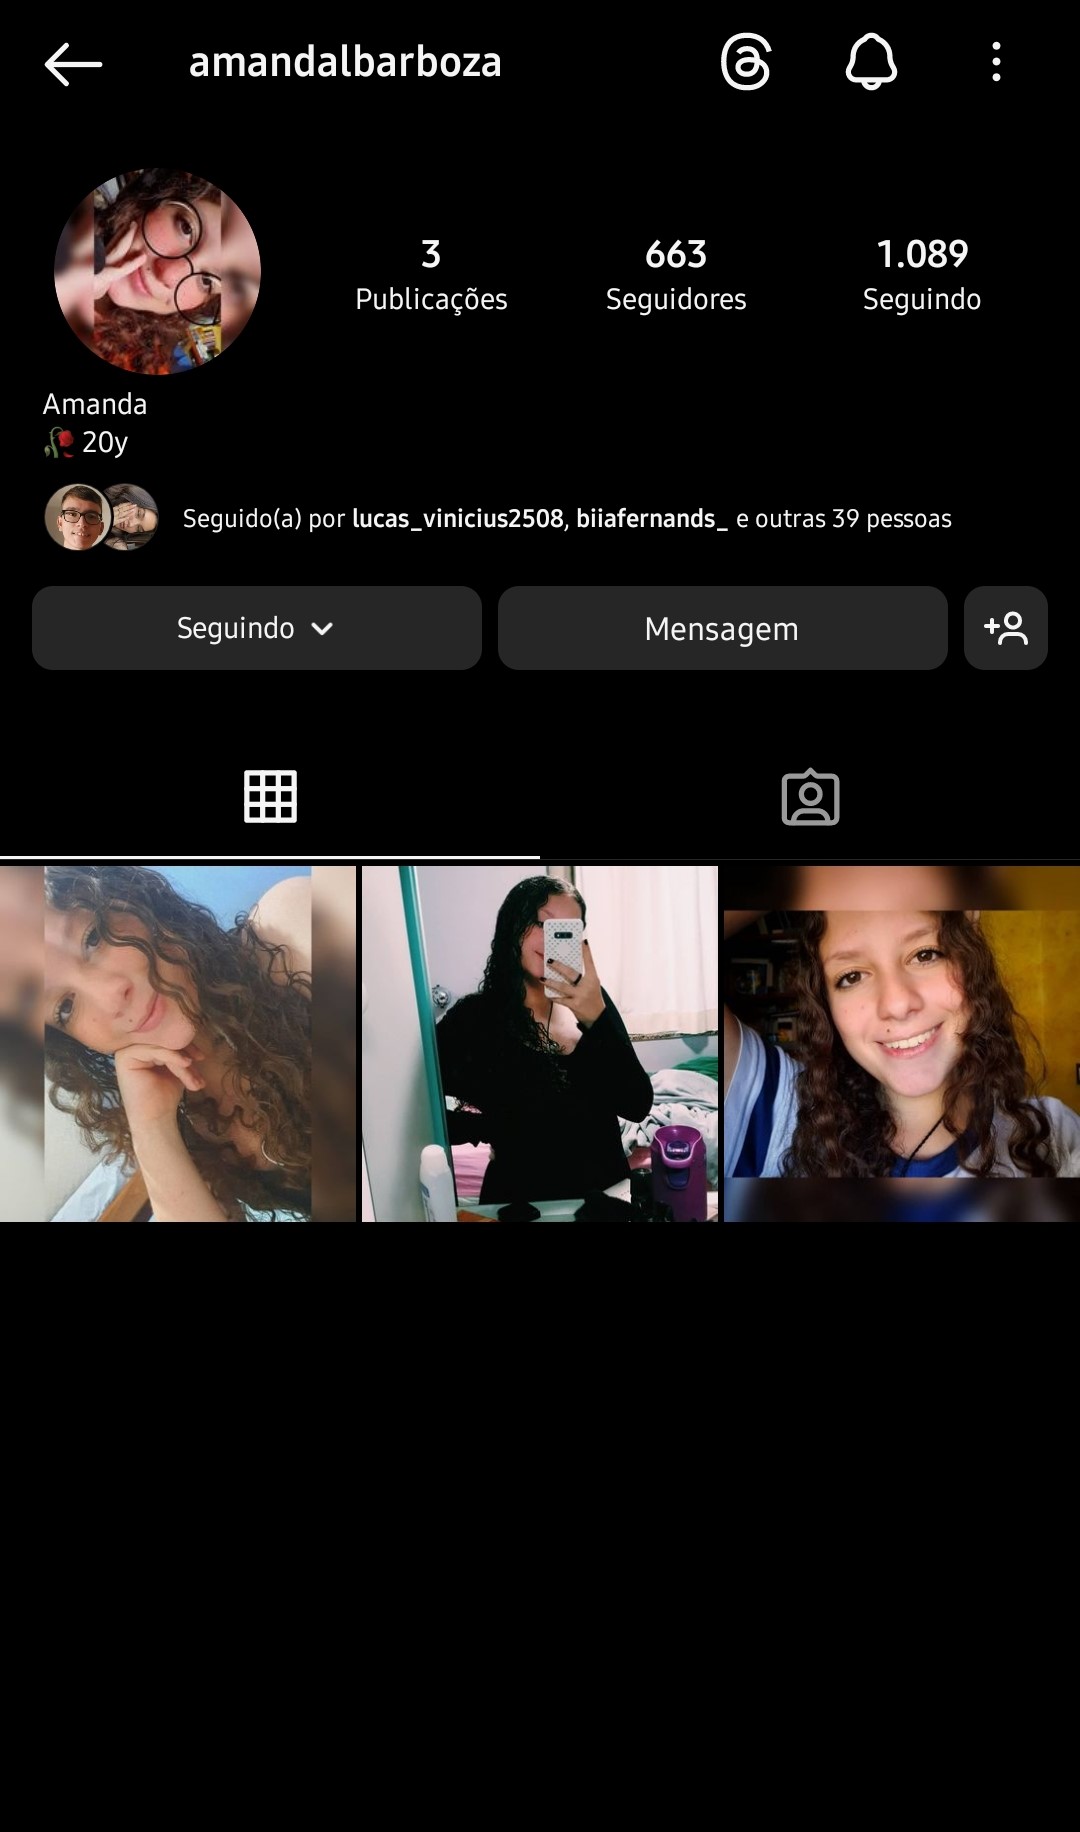 amandalbarboza
3 663 1.089
Publicações Seguidores Seguindo
Amanda
🥀 20y
Seguido(a) por lucas_vinicius2508, biiafernands_ e outras 39 pessoas
Seguindo Mensagem